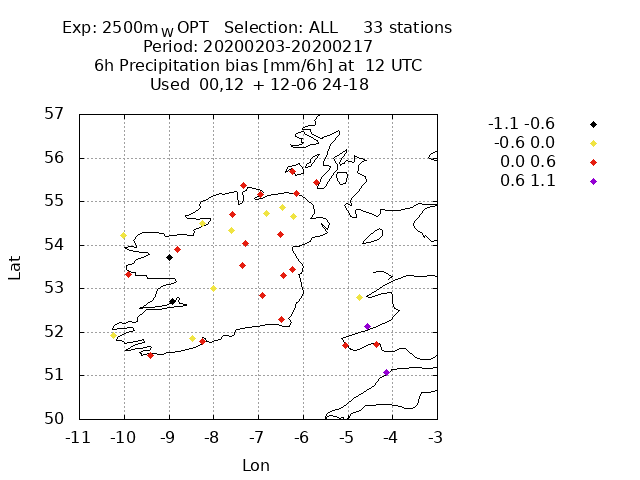 Exp: 2500m W OPT Selection: ALL 33 stations
Period: 20200203-20200217
6h Precipitation bias [mm/6h] at 12 UTC
Used 00,12 + 12-06 24-18
-1.1 -0.6
-0.6 0.0
0.0 0.6
0.6 1.1
57
56
55
54
53
52
51
50
Lat
-11 -10 -9 -8 -7 -6 -5 -4 -3
Lon